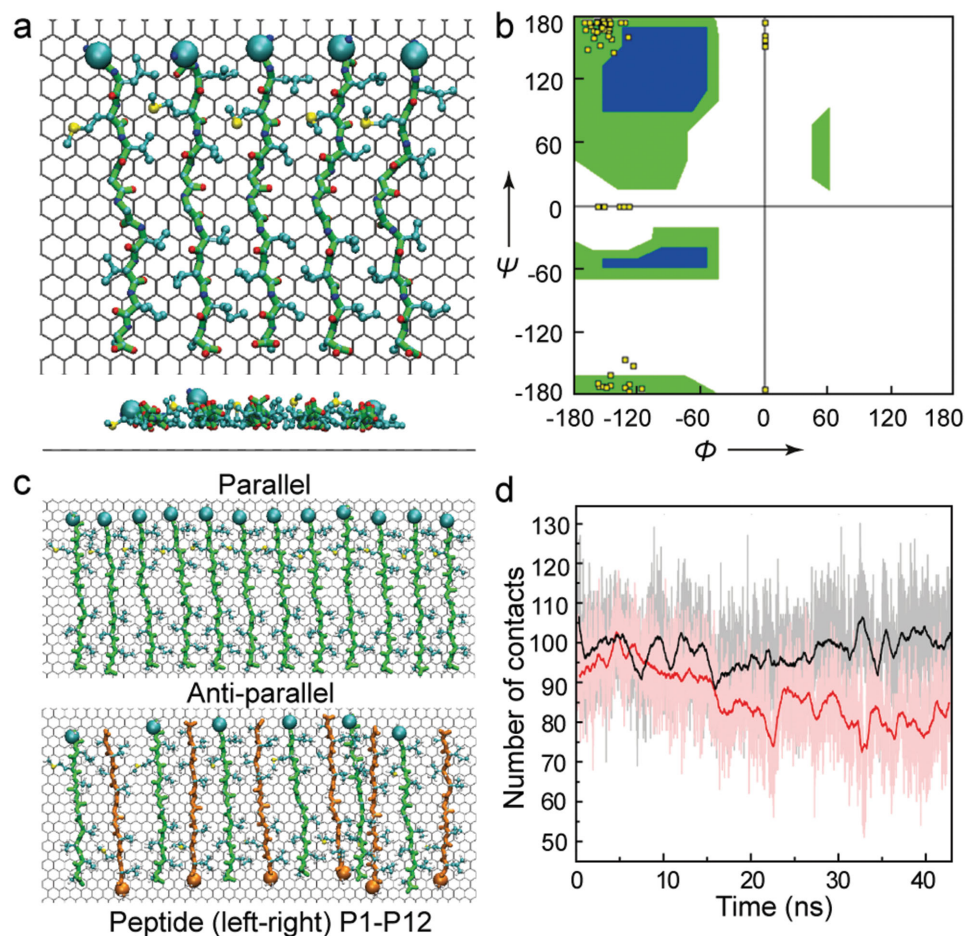 a
b
180
120
60
0
-60
-120
-180
Ψ
-180
-120
-60
0
60
120
180
Φ
c
Parallel
Anti-parallel
Peptide (left-right) P1-P12
d
130
120
110
100
90
80
70
60
50
Number of contacts
0
10
20
30
40
Time (ns)